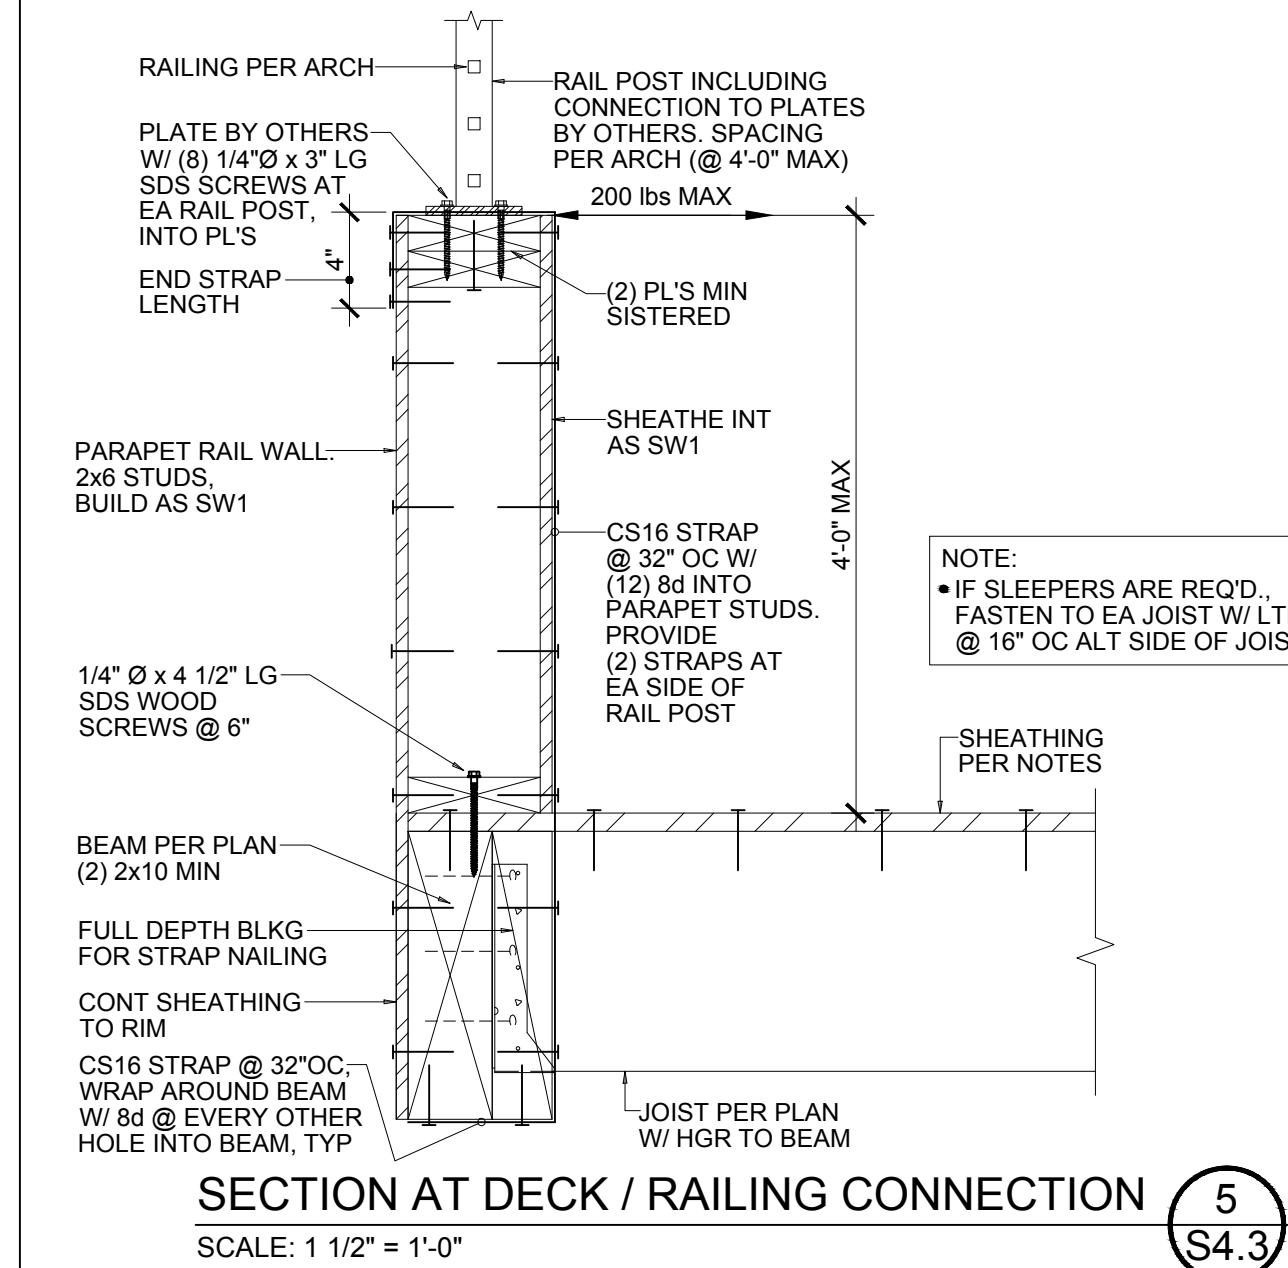 RAILING PER ARCH
RAIL POST INCLUDING
CONNECTION TO PLATES
BY OTHERS. SPACING
PER ARCH (@ 4'-0" MAX)
PLATE BY OTHERS
W/ (8) 1/4"Ø x 3" LG
SDS SCREWS AT
EA RAIL POST,
INTO PL'S
200 lbs MAX
4"
END STRAP
LENGTH
(2) PL'S MIN
SISTERED
SHEATHE INT
AS SW1
PARAPET RAIL WALL.
2x6 STUDS,
BUILD AS SW1
4'-0" MAX
CS16 STRAP
@ 32" OC W/
(12) 8d INTO
PARAPET STUDS.
PROVIDE
(2) STRAPS AT
EA SIDE OF
RAIL POST
NOTE:
IF SLEEPERS ARE REQ'D.,
FASTEN TO EA JOIST W/
@ 16" OC ALT SIDE OF
1/4" Ø x 4 1/2" LG
SDS WOOD
SCREWS @ 6"
SHEATHING
PER NOTES
BEAM PER PLAN
(2) 2x10 MIN
FULL DEPTH BLKG
FOR STRAP NAILING
CONT SHEATHING
TO RIM
CS16 STRAP @ 32"OC,
WRAP AROUND BEAM
W/ 8d @ EVERY OTHER
HOLE INTO BEAM, TYP
JOIST PER PLAN
W/ HGR TO BEAM
SECTION AT DECK / RAILING CONNECTION
SCALE: 1 1/2" = 1'-0"
5
S4.3